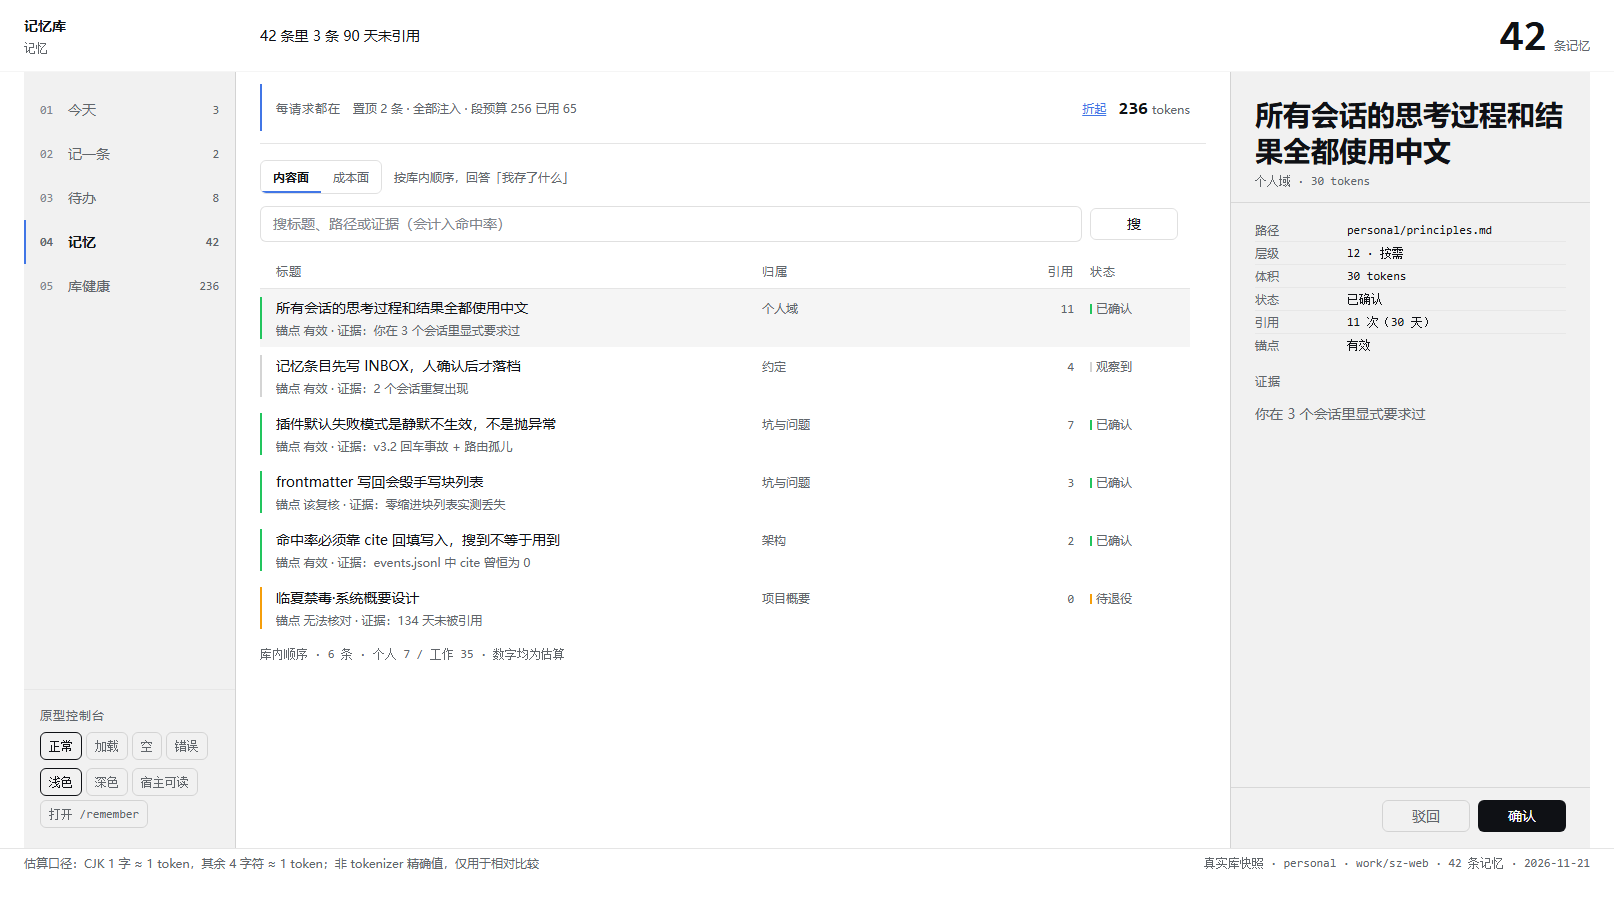 记忆库
记忆
42 条里 3 条 90 天未引用
42 条记忆
01 今天 3
02 记一条 2
03 待办 8
04 记忆 42
05 库健康 236
原型控制台
正常 加载 空 错误
浅色 深色 宿主可读
打开 /remember
每请求都在 置顶 2 条 · 全部注入 · 段预算 256 已用 65 折起 236 tokens
内容面 成本面 按库内顺序，回答「我存了什么」
搜标题、路径或证据（会计入命中率） 搜
标题 归属 引用 状态
所有会话的思考过程和结果全都使用中文 个人域 11 已确认
锚点 有效 · 证据：你在 3 个会话里显式要求过
记忆条目先写 INBOX，人确认后才落档 约定 4 观察到
锚点 有效 · 证据：2 个会话重复出现
插件默认失败模式是静默不生效，不是抛异常 坑与问题 7 已确认
锚点 有效 · 证据：v3.2 回车事故 + 路由孤儿
frontmatter 写回会毁手写块列表 坑与问题 3 已确认
锚点 该复核 · 证据：零缩进块列表实测丢失
命中率必须靠 cite 回填写入，搜到不等于用到 架构 2 已确认
锚点 有效 · 证据：events.jsonl 中 cite 曾恒为 0
临夏禁毒·系统概要设计 项目概要 0 待退役
锚点 无法核对 · 证据：134 天未被引用
库内顺序 · 6 条 · 个人 7 / 工作 35 · 数字均为估算
所有会话的思考过程和结
果全都使用中文
个人域 · 30 tokens
路径 personal/principles.md
层级 12 · 按需
体积 30 tokens
状态 已确认
引用 11 次（30 天）
锚点 有效
证据
你在 3 个会话里显式要求过
驳回 确认
估算口径：CJK 1 字 ≈ 1 token，其余 4 字符 ≈ 1 token；非 tokenizer 精确值，仅用于相对比较
真实库快照 · personal · work/sz-web · 42 条记忆 · 2026-11-21